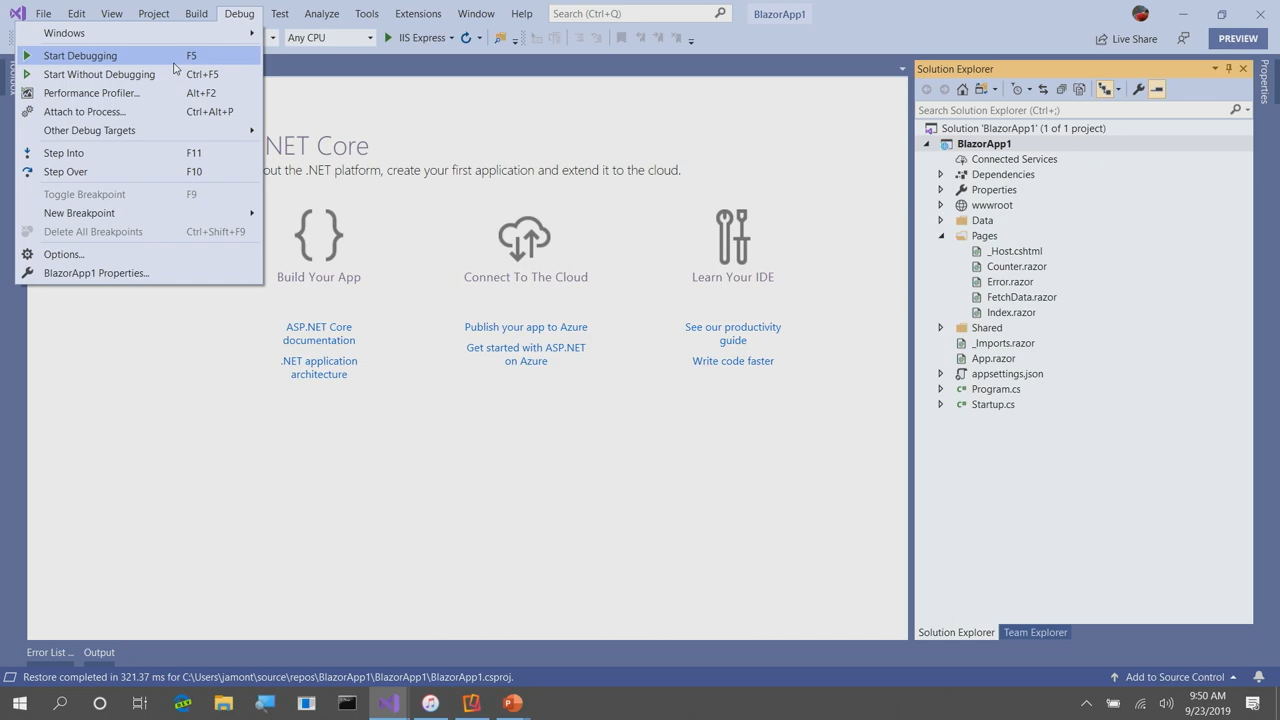 File Edit View Project Build Debug Test Analyze Tools Extensions Window Help Search (Ctrl+Q) BlazorApp1
Any CPU IIS Express Live Share PREVIEW
Windows
Start Debugging F5
Start Without Debugging Ctrl+F5
Performance Profiler... Alt+F2
Attach to Process... Ctrl+Alt+P
Other Debug Targets
Step Into F11
Step Over F10
Toggle Breakpoint F9
New Breakpoint
Delete All Breakpoints Ctrl+Shift+F9
Options...
BlazorApp1 Properties...
NET Core
out the .NET platform, create your first application and extend it to the cloud.
Build Your App
Connect To The Cloud
Learn Your IDE
ASP.NET Core
documentation
.NET application
architecture
Publish your app to Azure
Get started with ASP.NET
on Azure
See our productivity
guide
Write code faster
Solution Explorer
Search Solution Explorer (Ctrl+;)
Solution 'BlazorApp1' (1 of 1 project)
BlazorApp1
Connected Services
Dependencies
Properties
wwwroot
Data
Pages
_Host.cshtml
Counter.razor
Error.razor
FetchData.razor
Index.razor
Shared
_Imports.razor
App.razor
appsettings.json
Program.cs
Startup.cs
Solution Explorer Team Explorer
Properties
Error List ... Output
Restore completed in 321.37 ms for C:\Users\jamont\source\repos\BlazorApp1\BlazorApp1\BlazorApp1.csproj. Add to Source Control
9:50 AM
9/23/2019